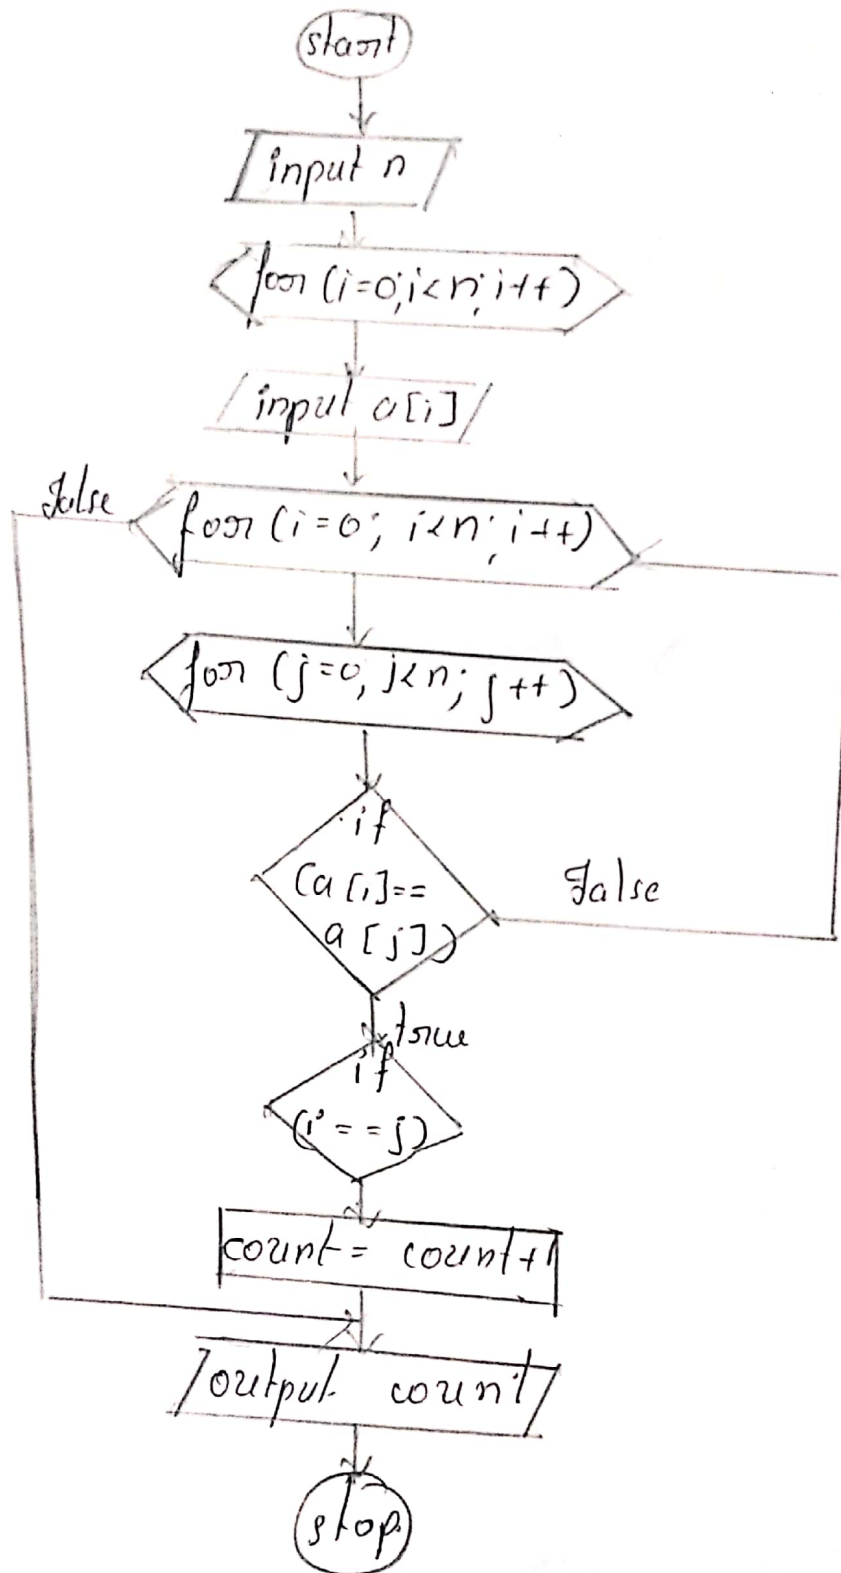 start
input n
for (i=0;i<n;i++)
input a[i]
False
for (i=0; i<n; i++)
for (j=0, j<n; j++)
if
(a[i]==
a[j])
False
true
if
(i==j)
count= count+1
output count
stop.